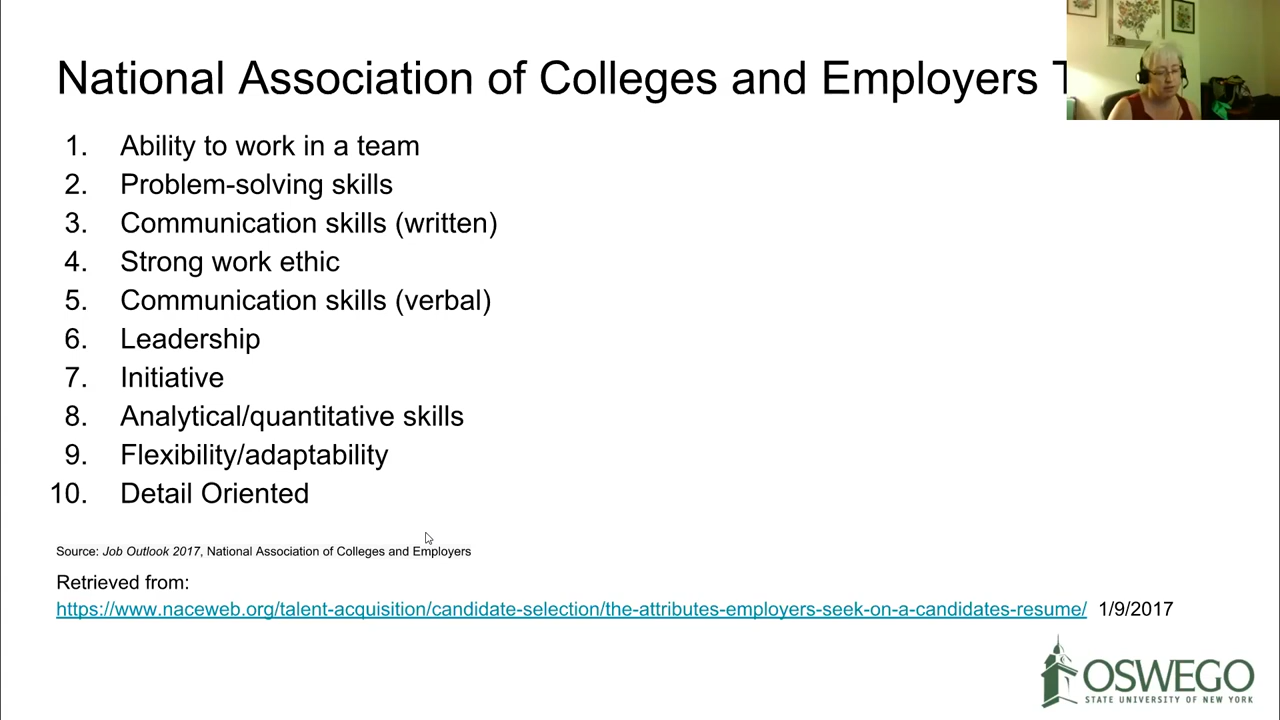 National Association of Colleges and Employers T
1. Ability to work in a team
2. Problem-solving skills
3. Communication skills (written)
4. Strong work ethic
5. Communication skills (verbal)
6. Leadership
7. Initiative
8. Analytical/quantitative skills
9. Flexibility/adaptability
10. Detail Oriented
Source: Job Outlook 2017, National Association of Colleges and Employers
Retrieved from:
https://www.naceweb.org/talent-acquisition/candidate-selection/the-attributes-employers-seek-on-a-candidates-resume/ 1/9/2017
OSWEGO
STATE UNIVERSITY OF NEW YORK